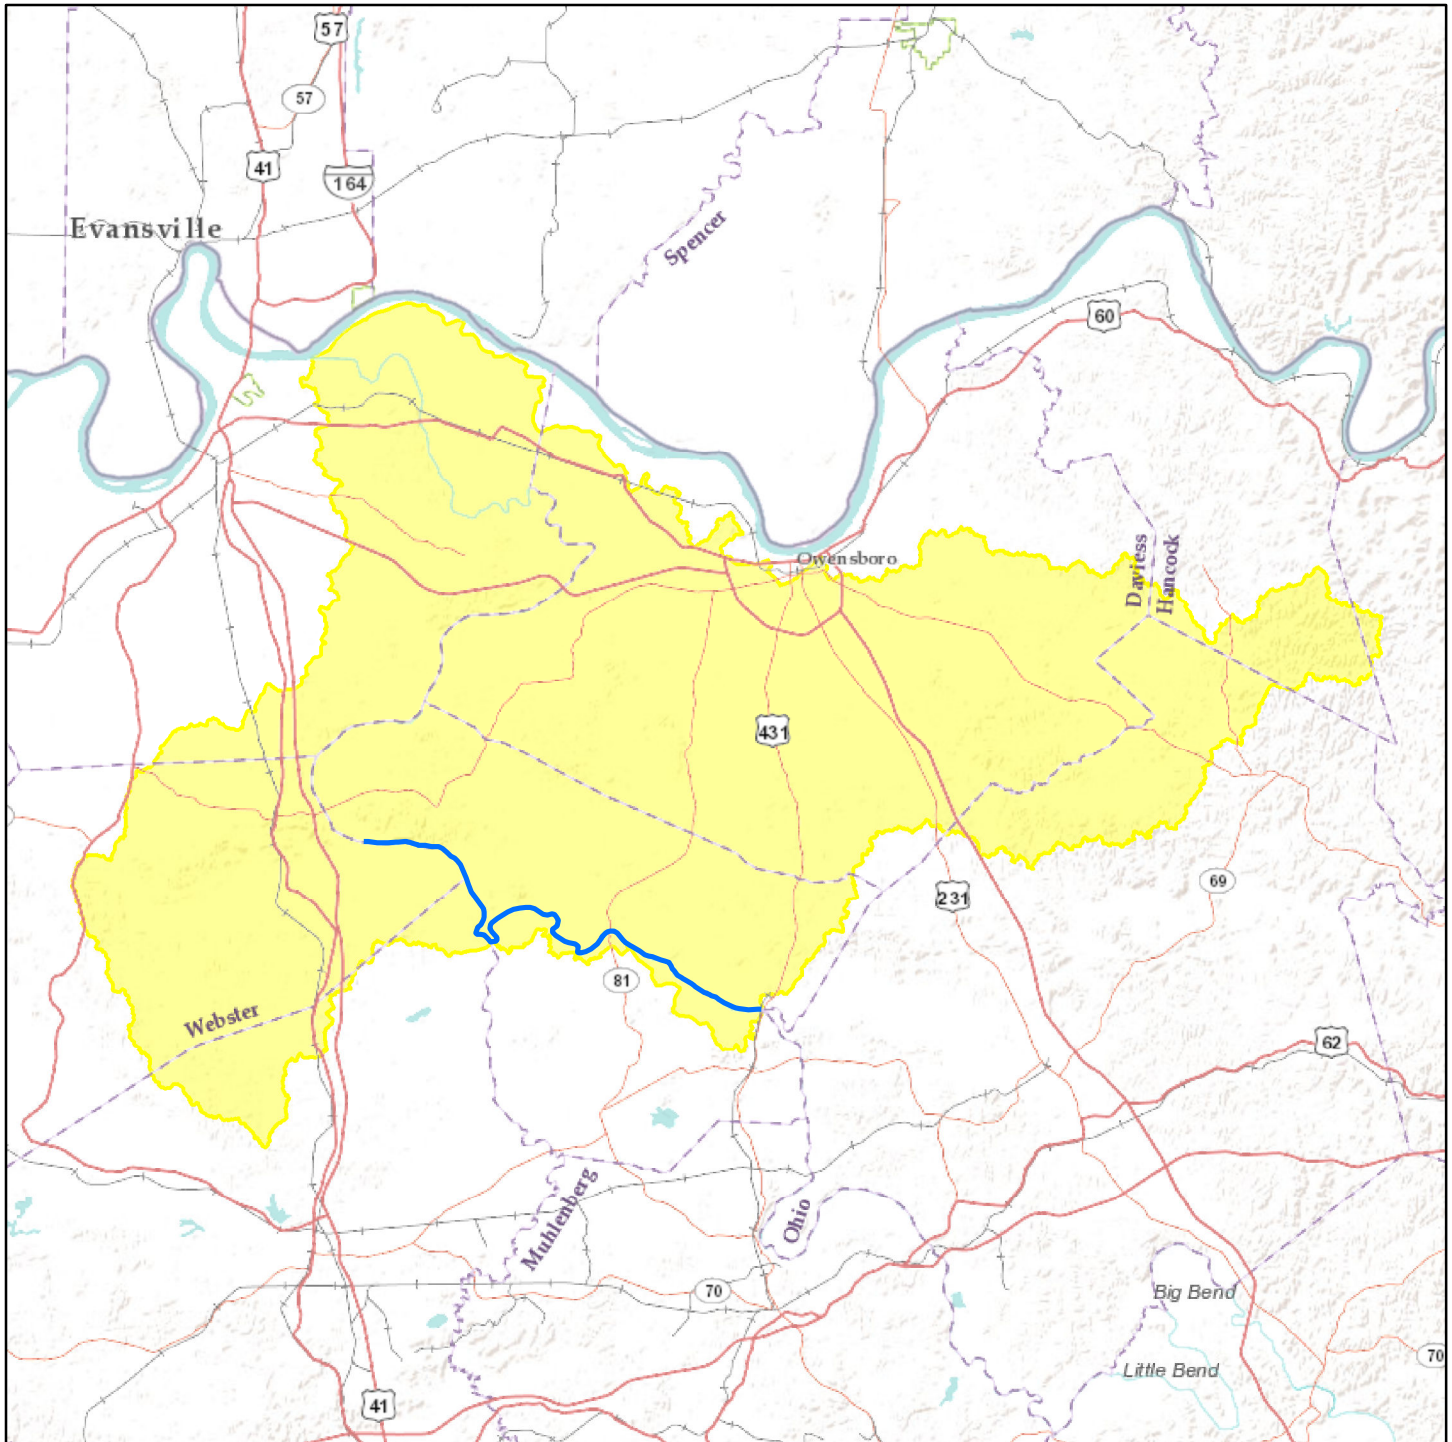 57
57
41
164
Evansville
Spencer
60
Owensboro
Daviess
Hancock
431
69
231
81
Webster
62
Muhlenberg
Ohio
70
Big Bend
Little Bend
70
41